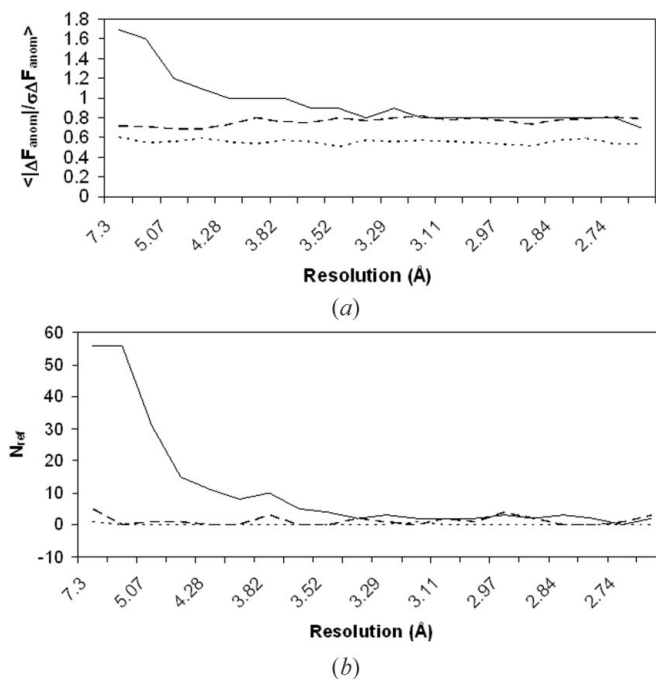 <|ΔF_anom|/σΔF_anom>
1.8
1.6
1.4
1.2
1
0.8
0.6
0.4
0.2
0
7.3 5.07 4.28 3.82 3.52 3.29 3.11 2.97 2.84 2.74
Resolution (Å)
(a)
N_ref
60
50
40
30
20
10
0
-10
7.3 5.07 4.28 3.82 3.52 3.29 3.11 2.97 2.84 2.74
Resolution (Å)
(b)